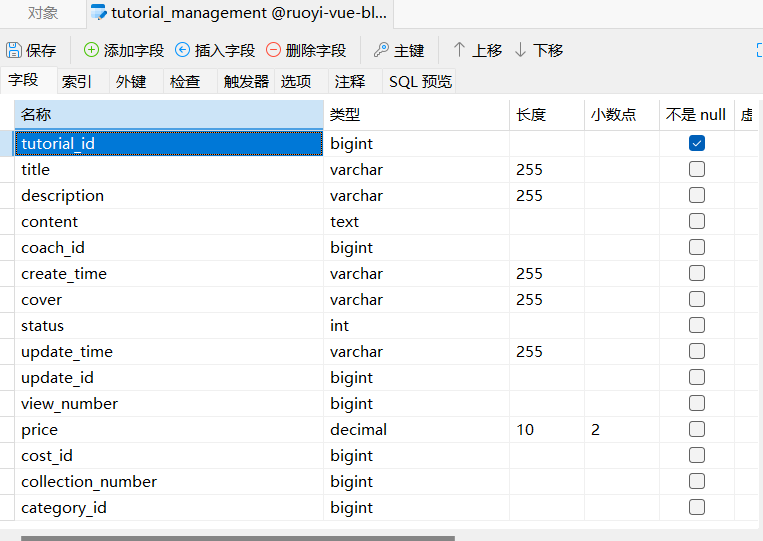 对象 tutorial_management @ruoyi-vue-bl...
保存 添加字段 插入字段 删除字段 主键 上移 下移
字段 索引 外键 检查 触发器 选项 注释 SQL 预览
名称 类型 长度 小数点 不是 null 虚
tutorial_id bigint
title varchar 255
description varchar 255
content text
coach_id bigint
create_time varchar 255
cover varchar 255
status int
update_time varchar 255
update_id bigint
view_number bigint
price decimal 10 2
cost_id bigint
collection_number bigint
category_id bigint